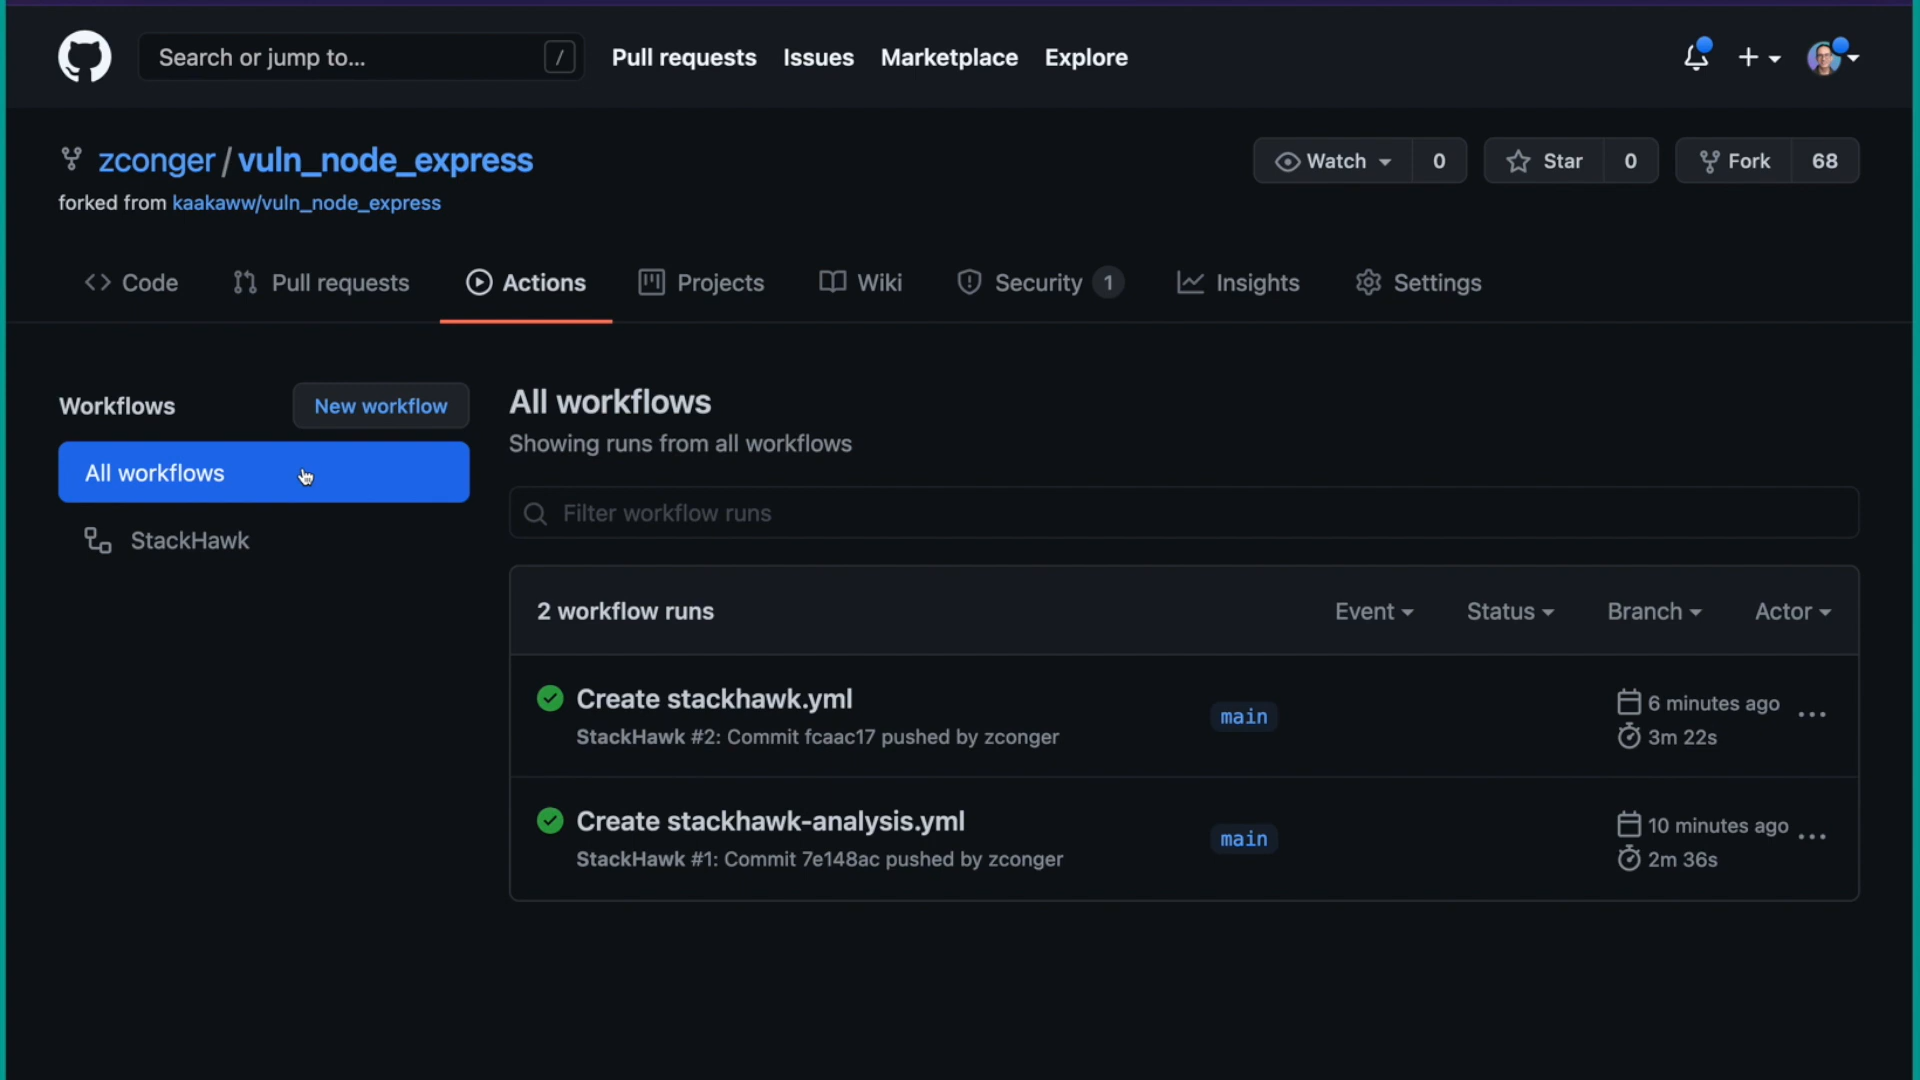 Search or jump to... /
Pull requests Issues Marketplace Explore
zconger / vuln_node_express
Watch 0 Star 0 Fork 68
forked from kaakaww/vuln_node_express
Code Pull requests Actions Projects Wiki Security 1 Insights Settings
Workflows New workflow
All workflows
StackHawk
All workflows
Showing runs from all workflows
Filter workflow runs
2 workflow runs Event Status Branch Actor
Create stackhawk.yml
StackHawk #2: Commit fcaac17 pushed by zconger
main
6 minutes ago
3m 22s
Create stackhawk-analysis.yml
StackHawk #1: Commit 7e148ac pushed by zconger
main
10 minutes ago
2m 36s